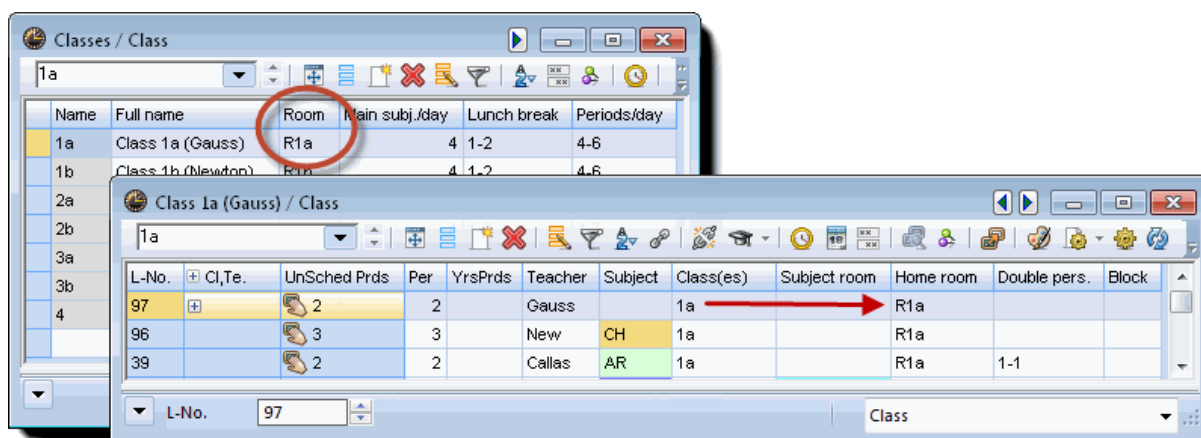 Classes / Class
1a
Name Full name Room Main subj./day Lunch break Periods/day
1a Class 1a (Gauss) R1a 4 1-2 4-6
1b Class 1b (Newton) R1b 4 1-2 4-6
2a
2b
3a
3b
4
Class 1a (Gauss) / Class
1a
L-No. Cl,Te. UnSched Prds Per YrsPrds Teacher Subject Class(es) Subject room Home room Double pers. Block
97 2 2 Gauss 1a R1a
96 3 3 New CH 1a R1a
39 2 2 Callas AR 1a R1a 1-1
L-No. 97 Class